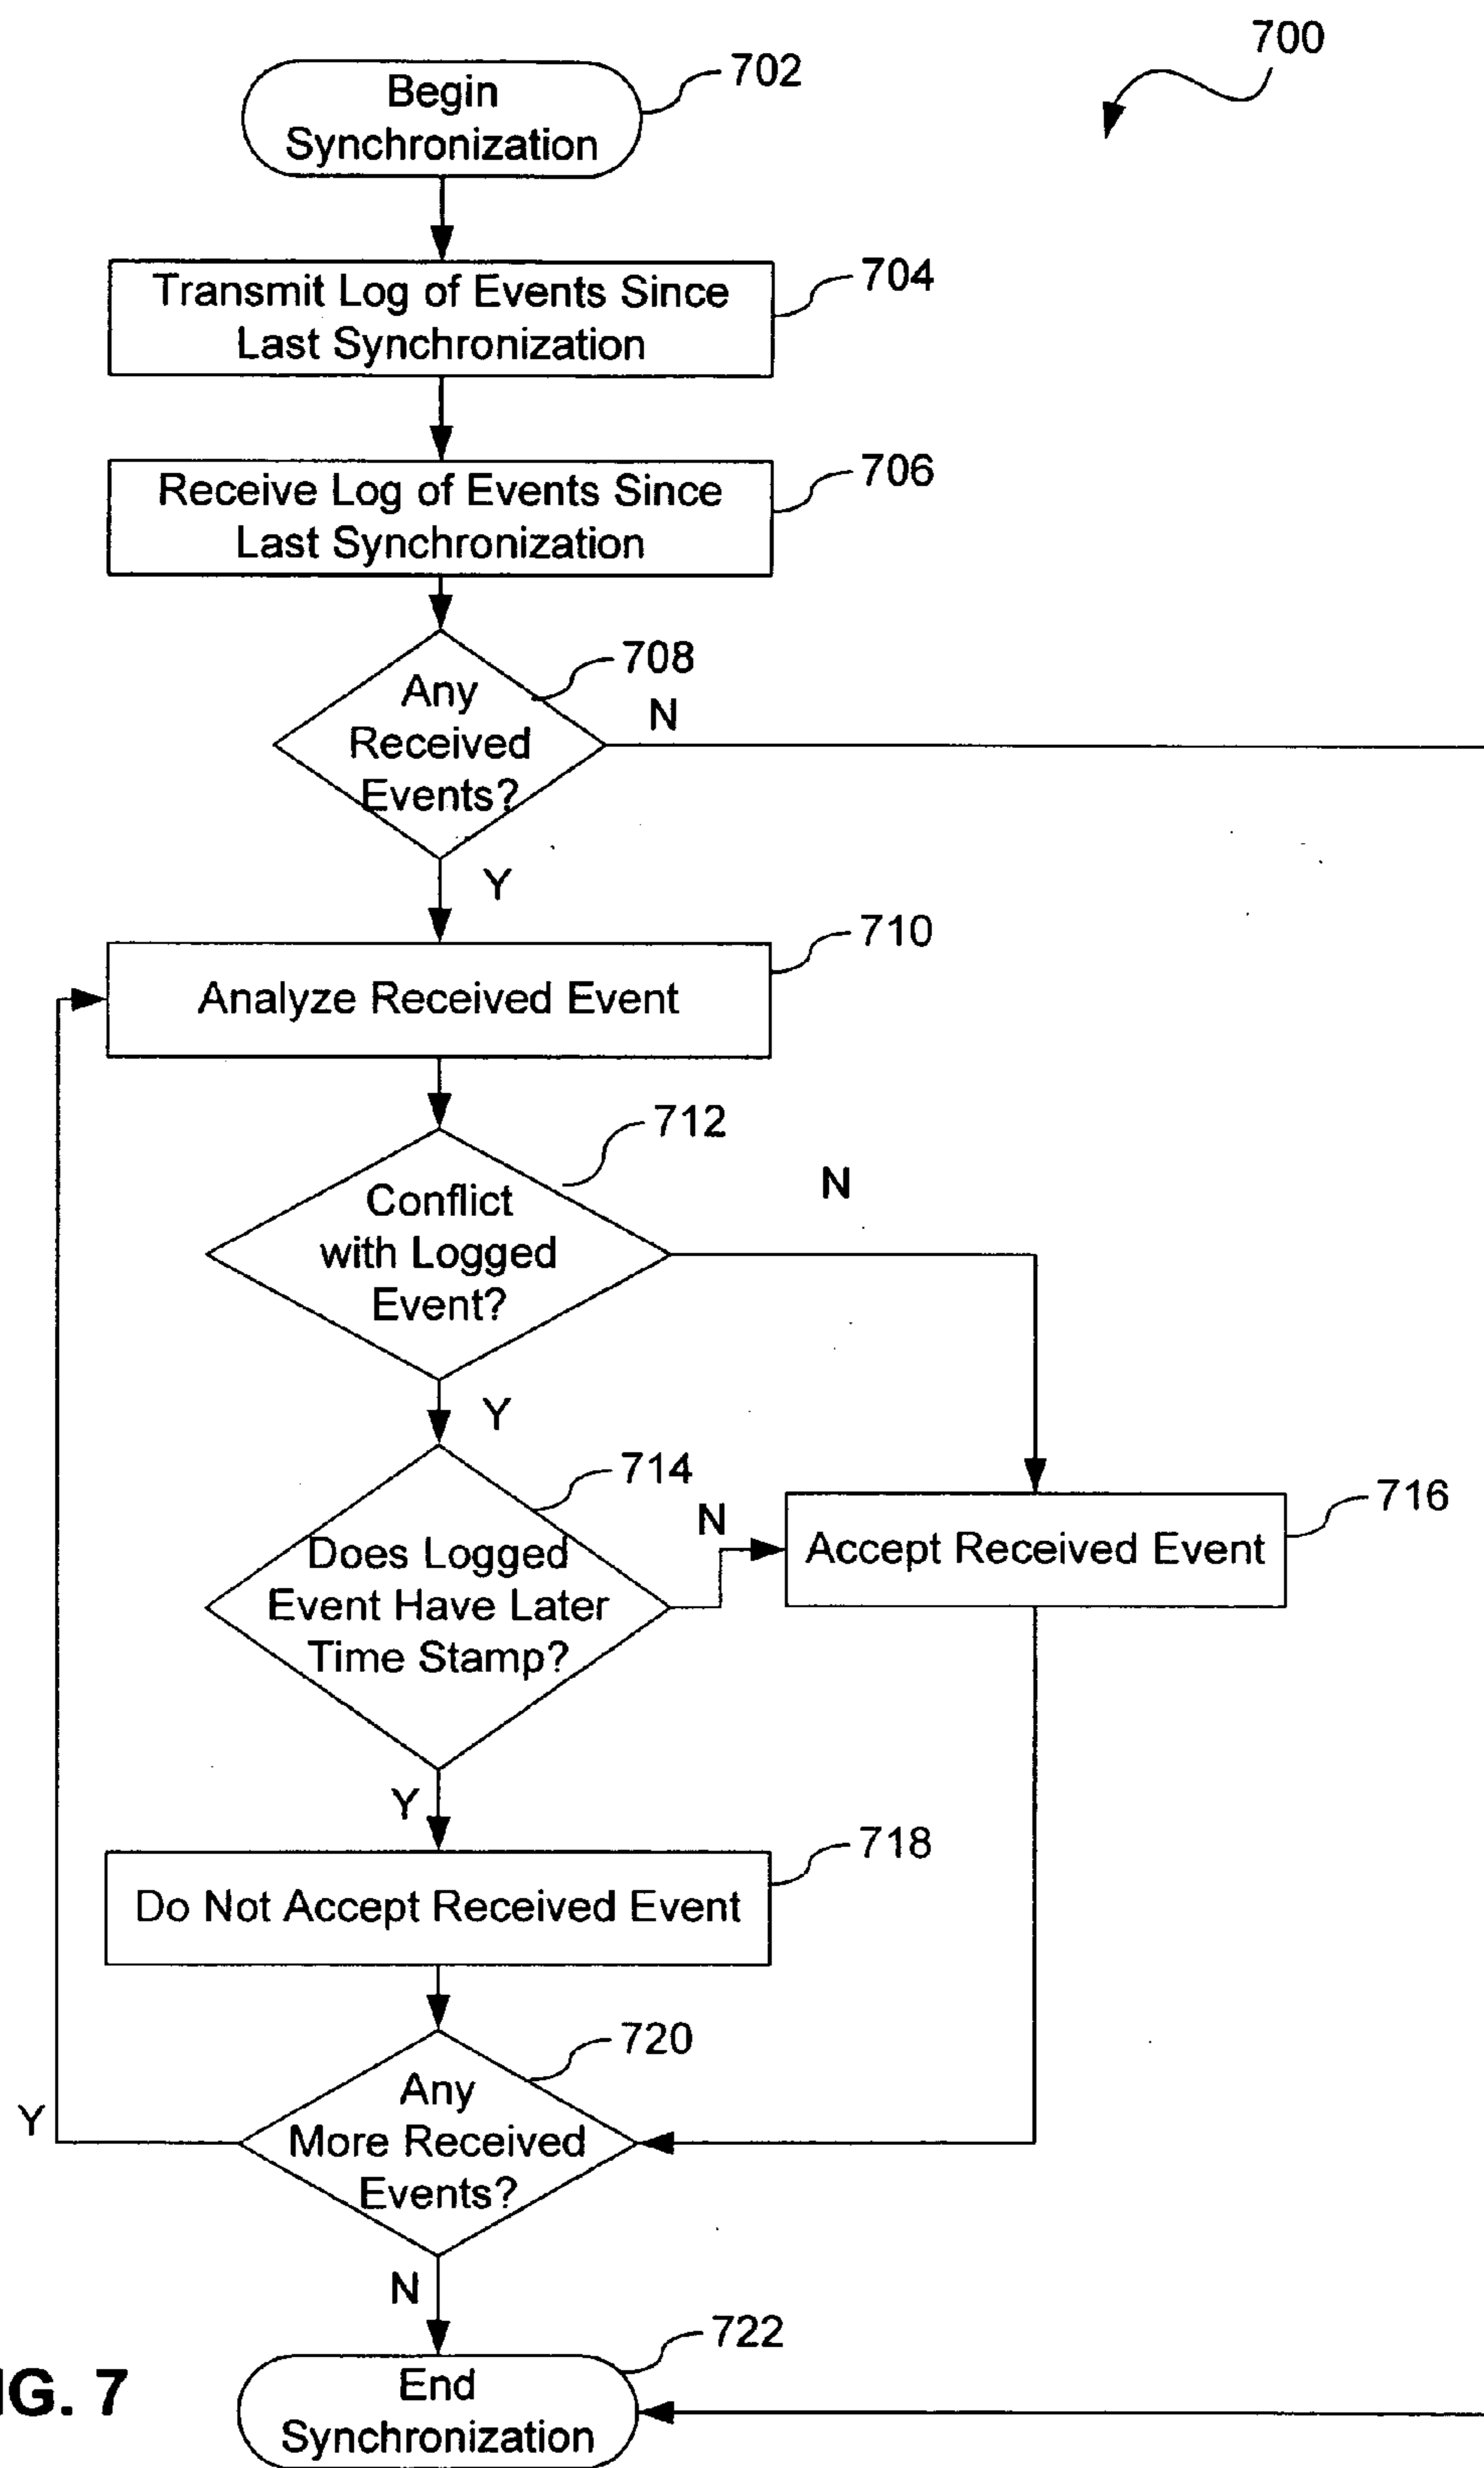 700
Begin
Synchronization
702
Transmit Log of Events Since
Last Synchronization
704
Receive Log of Events Since
Last Synchronization
706
Any
Received
Events?
708
N
Y
Analyze Received Event
710
Conflict
with Logged
Event?
712
N
Y
Does Logged
Event Have Later
Time Stamp?
714
N
Accept Received Event
716
Y
Do Not Accept Received Event
718
Any
More Received
Events?
720
Y
N
End
Synchronization
722
IG. 7